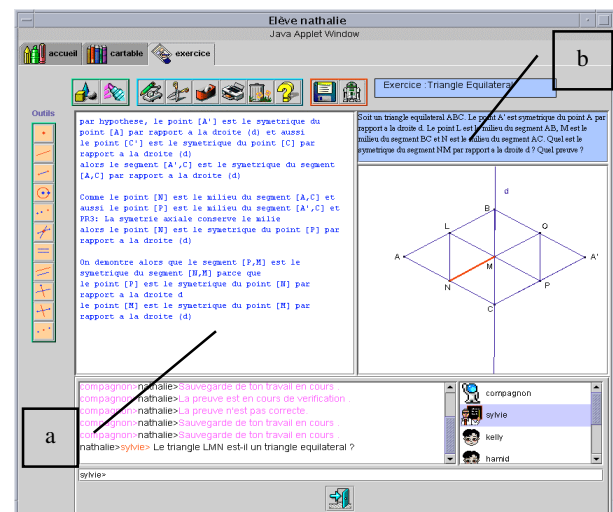 Elève nathalie
Java Applet Window
accueil
cartable
exercice
b
Exercice :Triangle Equilateral
Outils
par hypothese, le point [A'] est le symetrique du
point [A] par rapport a la droite (d) et aussi
le point [C'] est le symetrique du point [C] par
rapport a la droite (d)
alors le segment [A',C] est le symetrique du segment
[A,C] par rapport a la droite (d)
Comme le point [N] est le milieu du segment [A,C] et
aussi le point [P] est le milieu du segment [A',C] et
PR3: La symetrie axiale conserve le milie
alors le point [N] est le symetrique du point [P] par
rapport a la droite (d)
On demontre alors que le segment [P,M] est le
symetrique du segment [N,M] parce que
le point [P] est le symetrique du point [N] par
rapport a la droite d
le point [M] est le symetrique du point [M] par
rapport a la droite (d)
Soit un triangle equilateral ABC. Le point A' est symetrique du point A par
rapport a la droite d. Le point L est le milieu du segment AB, M est le
milieu du segment BC et N est le milieu du segment AC. Quel est le
symetrique du segment NM par rapport a la droite d ? Quel preuve ?
d
B
L
Q
A
M
A'
N
P
C
compagnon>nathalie>Sauvegarde de ton travail en cours .
compagnon>nathalie>La preuve est en cours de verification .
compagnon>nathalie>La preuve n'est pas correcte.
compagnon>nathalie>Sauvegarde de ton travail en cours .
compagnon>nathalie>Sauvegarde de ton travail en cours .
nathalie>sylvie> Le triangle LMN est-il un triangle equilateral ?
compagnon
sylvie
kelly
hamid
a
sylvie>